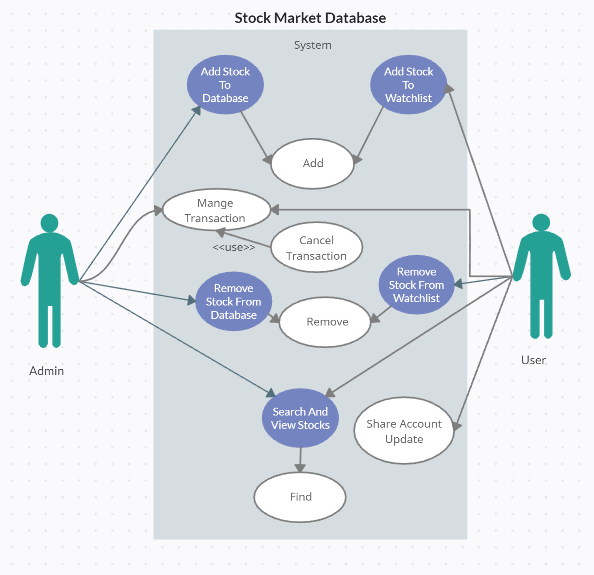 Stock Market Database
System
Add Stock
To
Database
Add Stock
To
Watchlist
Add
Mange
Transaction
<<use>>
Cancel
Transaction
Remove
Stock From
Database
Remove
Stock From
Watchlist
Remove
Admin
User
Search And
View Stocks
Share Account
Update
Find